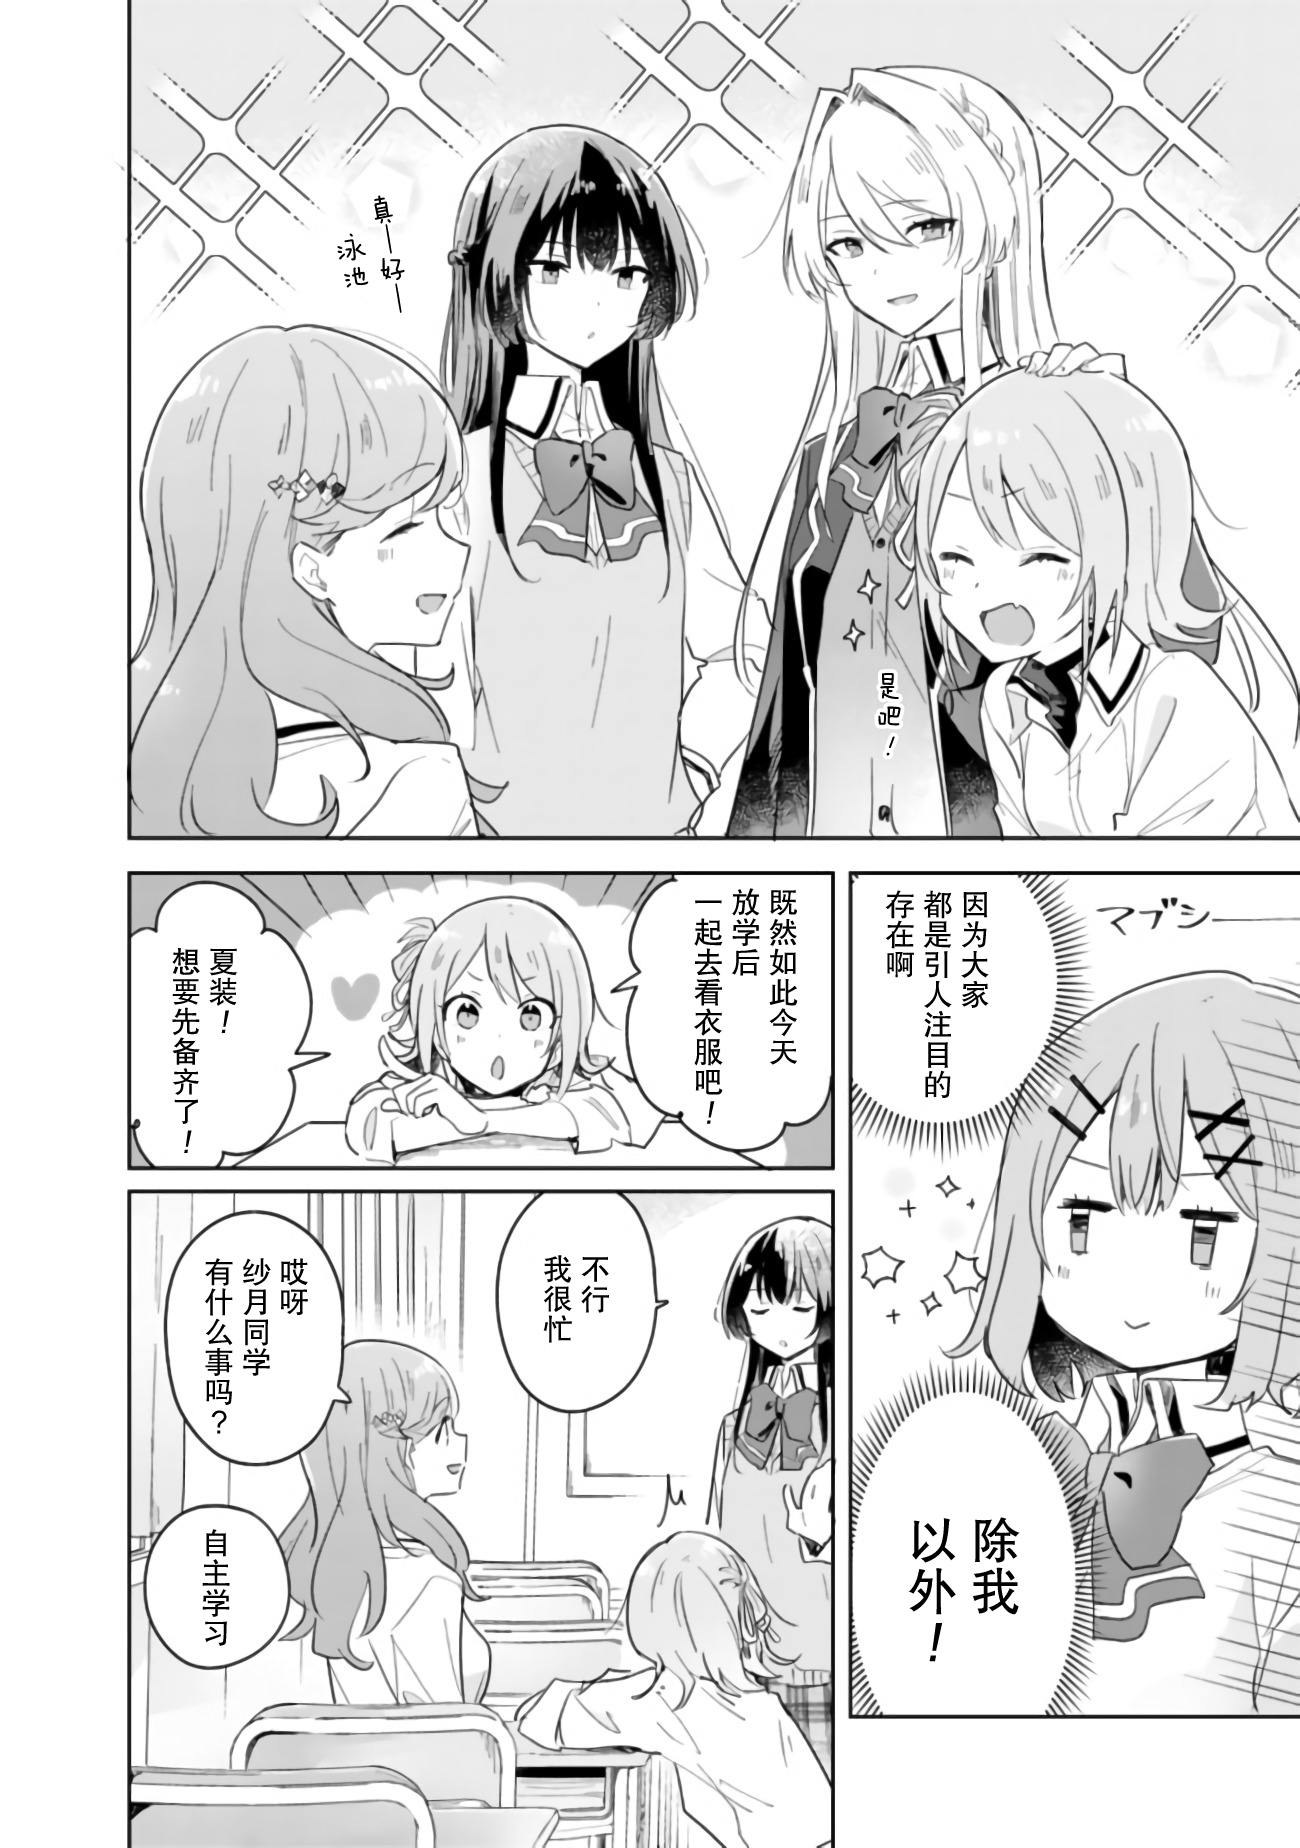 真—好—
泳池
是吧！
マブシ——
因为大家
都是引人注目的
存在啊
除我
以外！
既然如此今天
放学后
一起去看衣服吧！
夏装！
想要先备齐了！
不行
我很忙
哎呀
纱月同学
有什么事吗？
自主学习